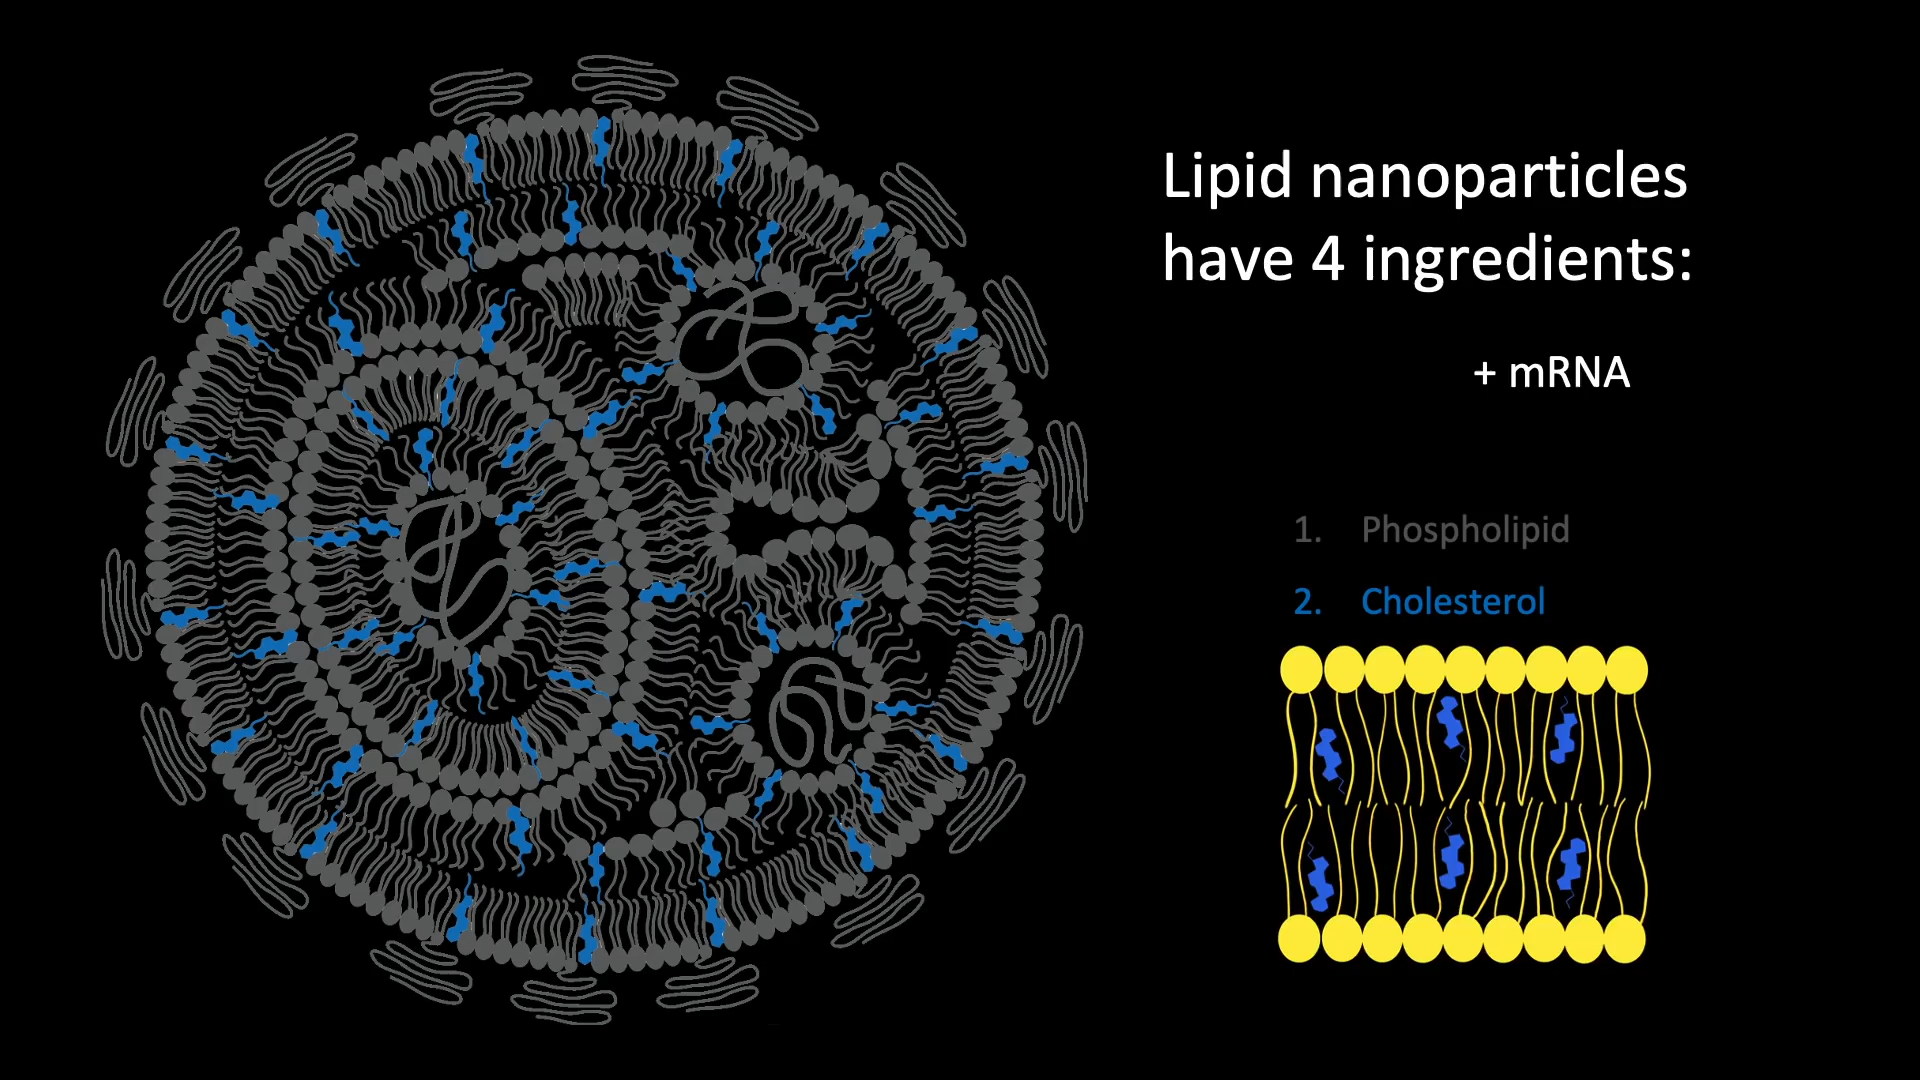 Lipid nanoparticles
have 4 ingredients:
+ mRNA
1. Phospholipid
2. Cholesterol